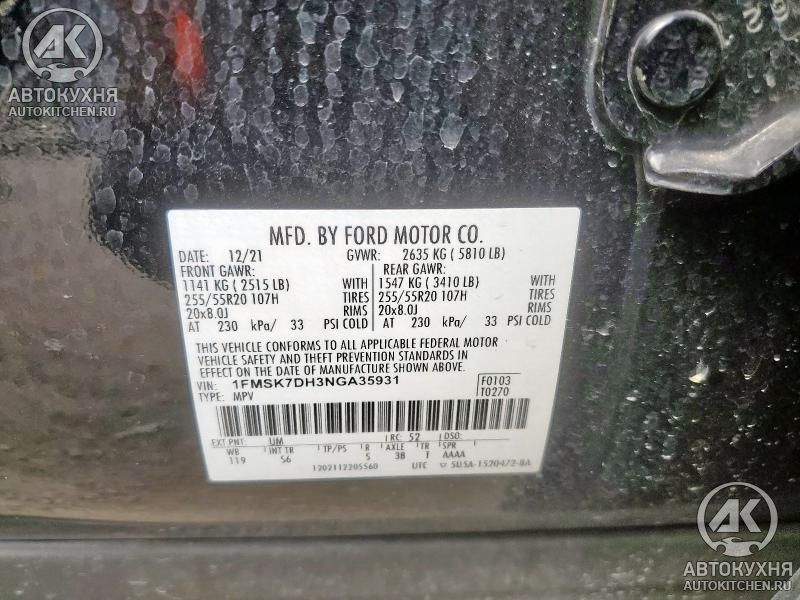 АВТОКУХНЯ
AUTOKITCHEN.RU
MFD. BY FORD MOTOR CO.
DATE: 12/21 GVWR: 2635 KG ( 5810 LB)
FRONT GAWR: REAR GAWR:
1141 KG ( 2515 LB) WITH 1547 KG ( 3410 LB) WITH
255/55R20 107H TIRES 255/55R20 107H TIRES
20x8.0J RIMS 20x8.0J RIMS
AT 230 kPa/ 33 PSI COLD AT 230 kPa/ 33 PSI COLD
THIS VEHICLE CONFORMS TO ALL APPLICABLE FEDERAL MOTOR
VEHICLE SAFETY AND THEFT PREVENTION STANDARDS IN
EFFECT ON THE DATE OF MANUFACTURE SHOWN ABOVE.
VIN: 1FMSK7DH3NGA35931 F0103
TYPE: MPV T0270
EXT PNT: UM RC: 52 DSO:
WB INT TR TP/PS R AXLE TR SPR
119 S6 5 3B T AAAA
1202112205560 UTC 5USA-1520472-BA
АВТОКУХНЯ
AUTOKITCHEN.RU